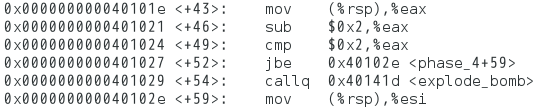 0x000000000040101e <+43>: mov (%rsp),%eax
0x0000000000401021 <+46>: sub $0x2,%eax
0x0000000000401024 <+49>: cmp $0x2,%eax
0x0000000000401027 <+52>: jbe 0x40102e <phase_4+59>
0x0000000000401029 <+54>: callq 0x40141d <explode_bomb>
0x000000000040102e <+59>: mov (%rsp),%esi